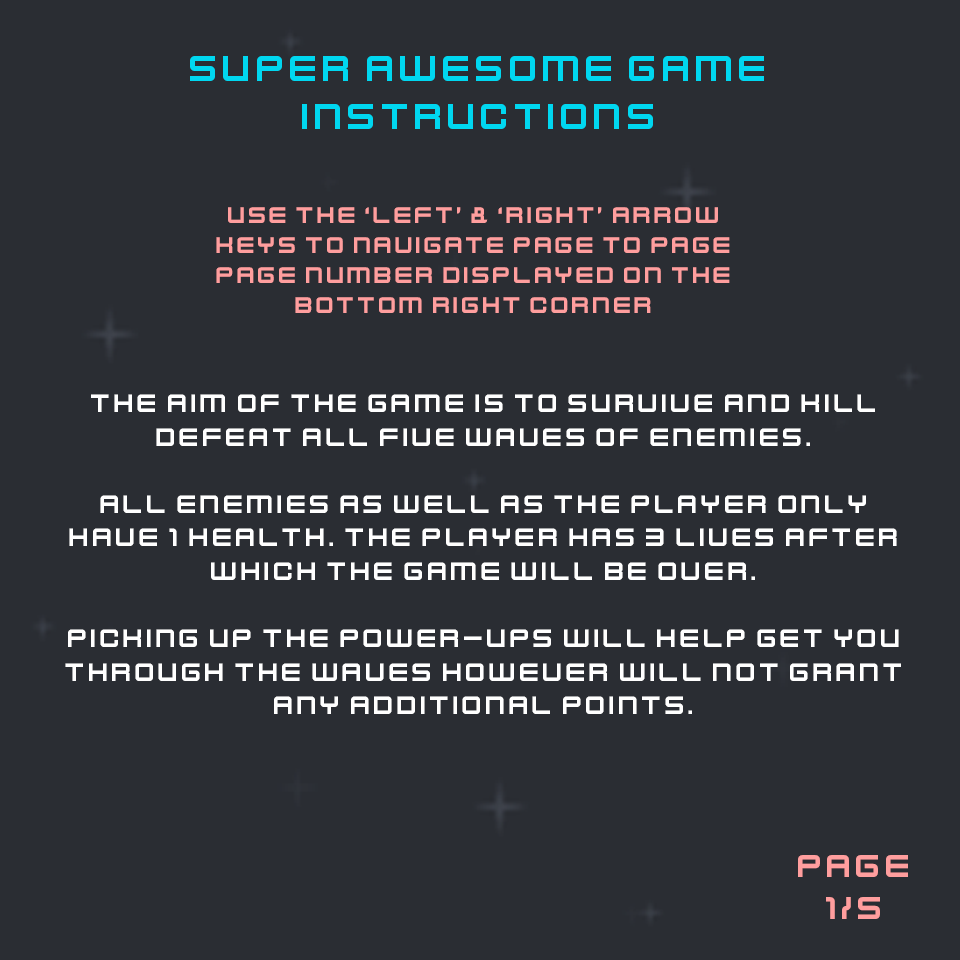 SUPER AWESOME GAME
INSTRUCTIONS
USE THE ‘LEFT’ & ‘RIGHT’ ARROW
KEYS TO NAVIGATE PAGE TO PAGE
PAGE NUMBER DISPLAYED ON THE
BOTTOM RIGHT CORNER
THE AIM OF THE GAME IS TO SURVIVE AND KILL
DEFEAT ALL FIVE WAVES OF ENEMIES.
ALL ENEMIES AS WELL AS THE PLAYER ONLY
HAVE 1 HEALTH. THE PLAYER HAS 3 LIVES AFTER
WHICH THE GAME WILL BE OVER.
PICKING UP THE POWER-UPS WILL HELP GET YOU
THROUGH THE WAVES HOWEVER WILL NOT GRANT
ANY ADDITIONAL POINTS.
PAGE
1/5